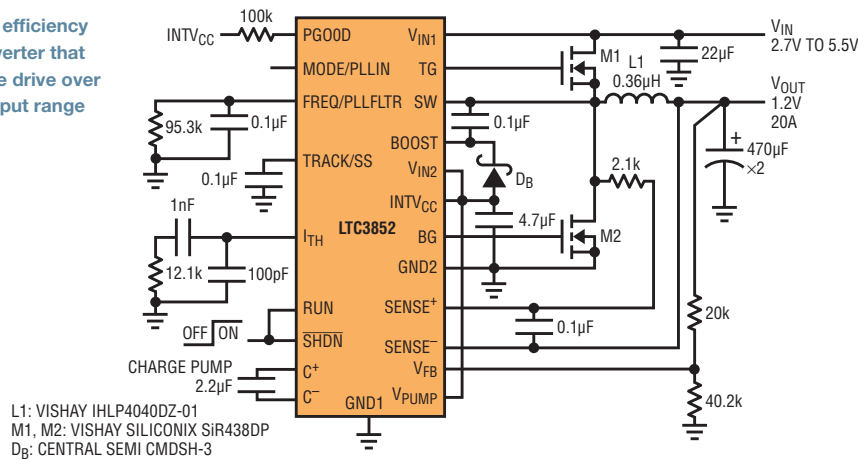 efficiency
verter that
e drive over
put range
100k
INTVCC
PGOOD
MODE/PLLIN
FREQ/PLLFLTR
95.3k
0.1µF
TRACK/SS
0.1µF
1nF
ITH
12.1k
100pF
RUN
OFF ON
SHDN
CHARGE PUMP
2.2µF
C+
C–
GND1
LTC3852
VIN1
TG
SW
BOOST
VIN2
INTVCC
BG
GND2
SENSE+
SENSE–
VFB
VPUMP
M1
22µF
VIN
2.7V TO 5.5V
L1
0.36µH
VOUT
1.2V
20A
0.1µF
DB
2.1k
470µF
×2
+
4.7µF
M2
0.1µF
20k
40.2k
L1: VISHAY IHLP4040DZ-01
M1, M2: VISHAY SILICONIX SiR438DP
DB: CENTRAL SEMI CMDSH-3